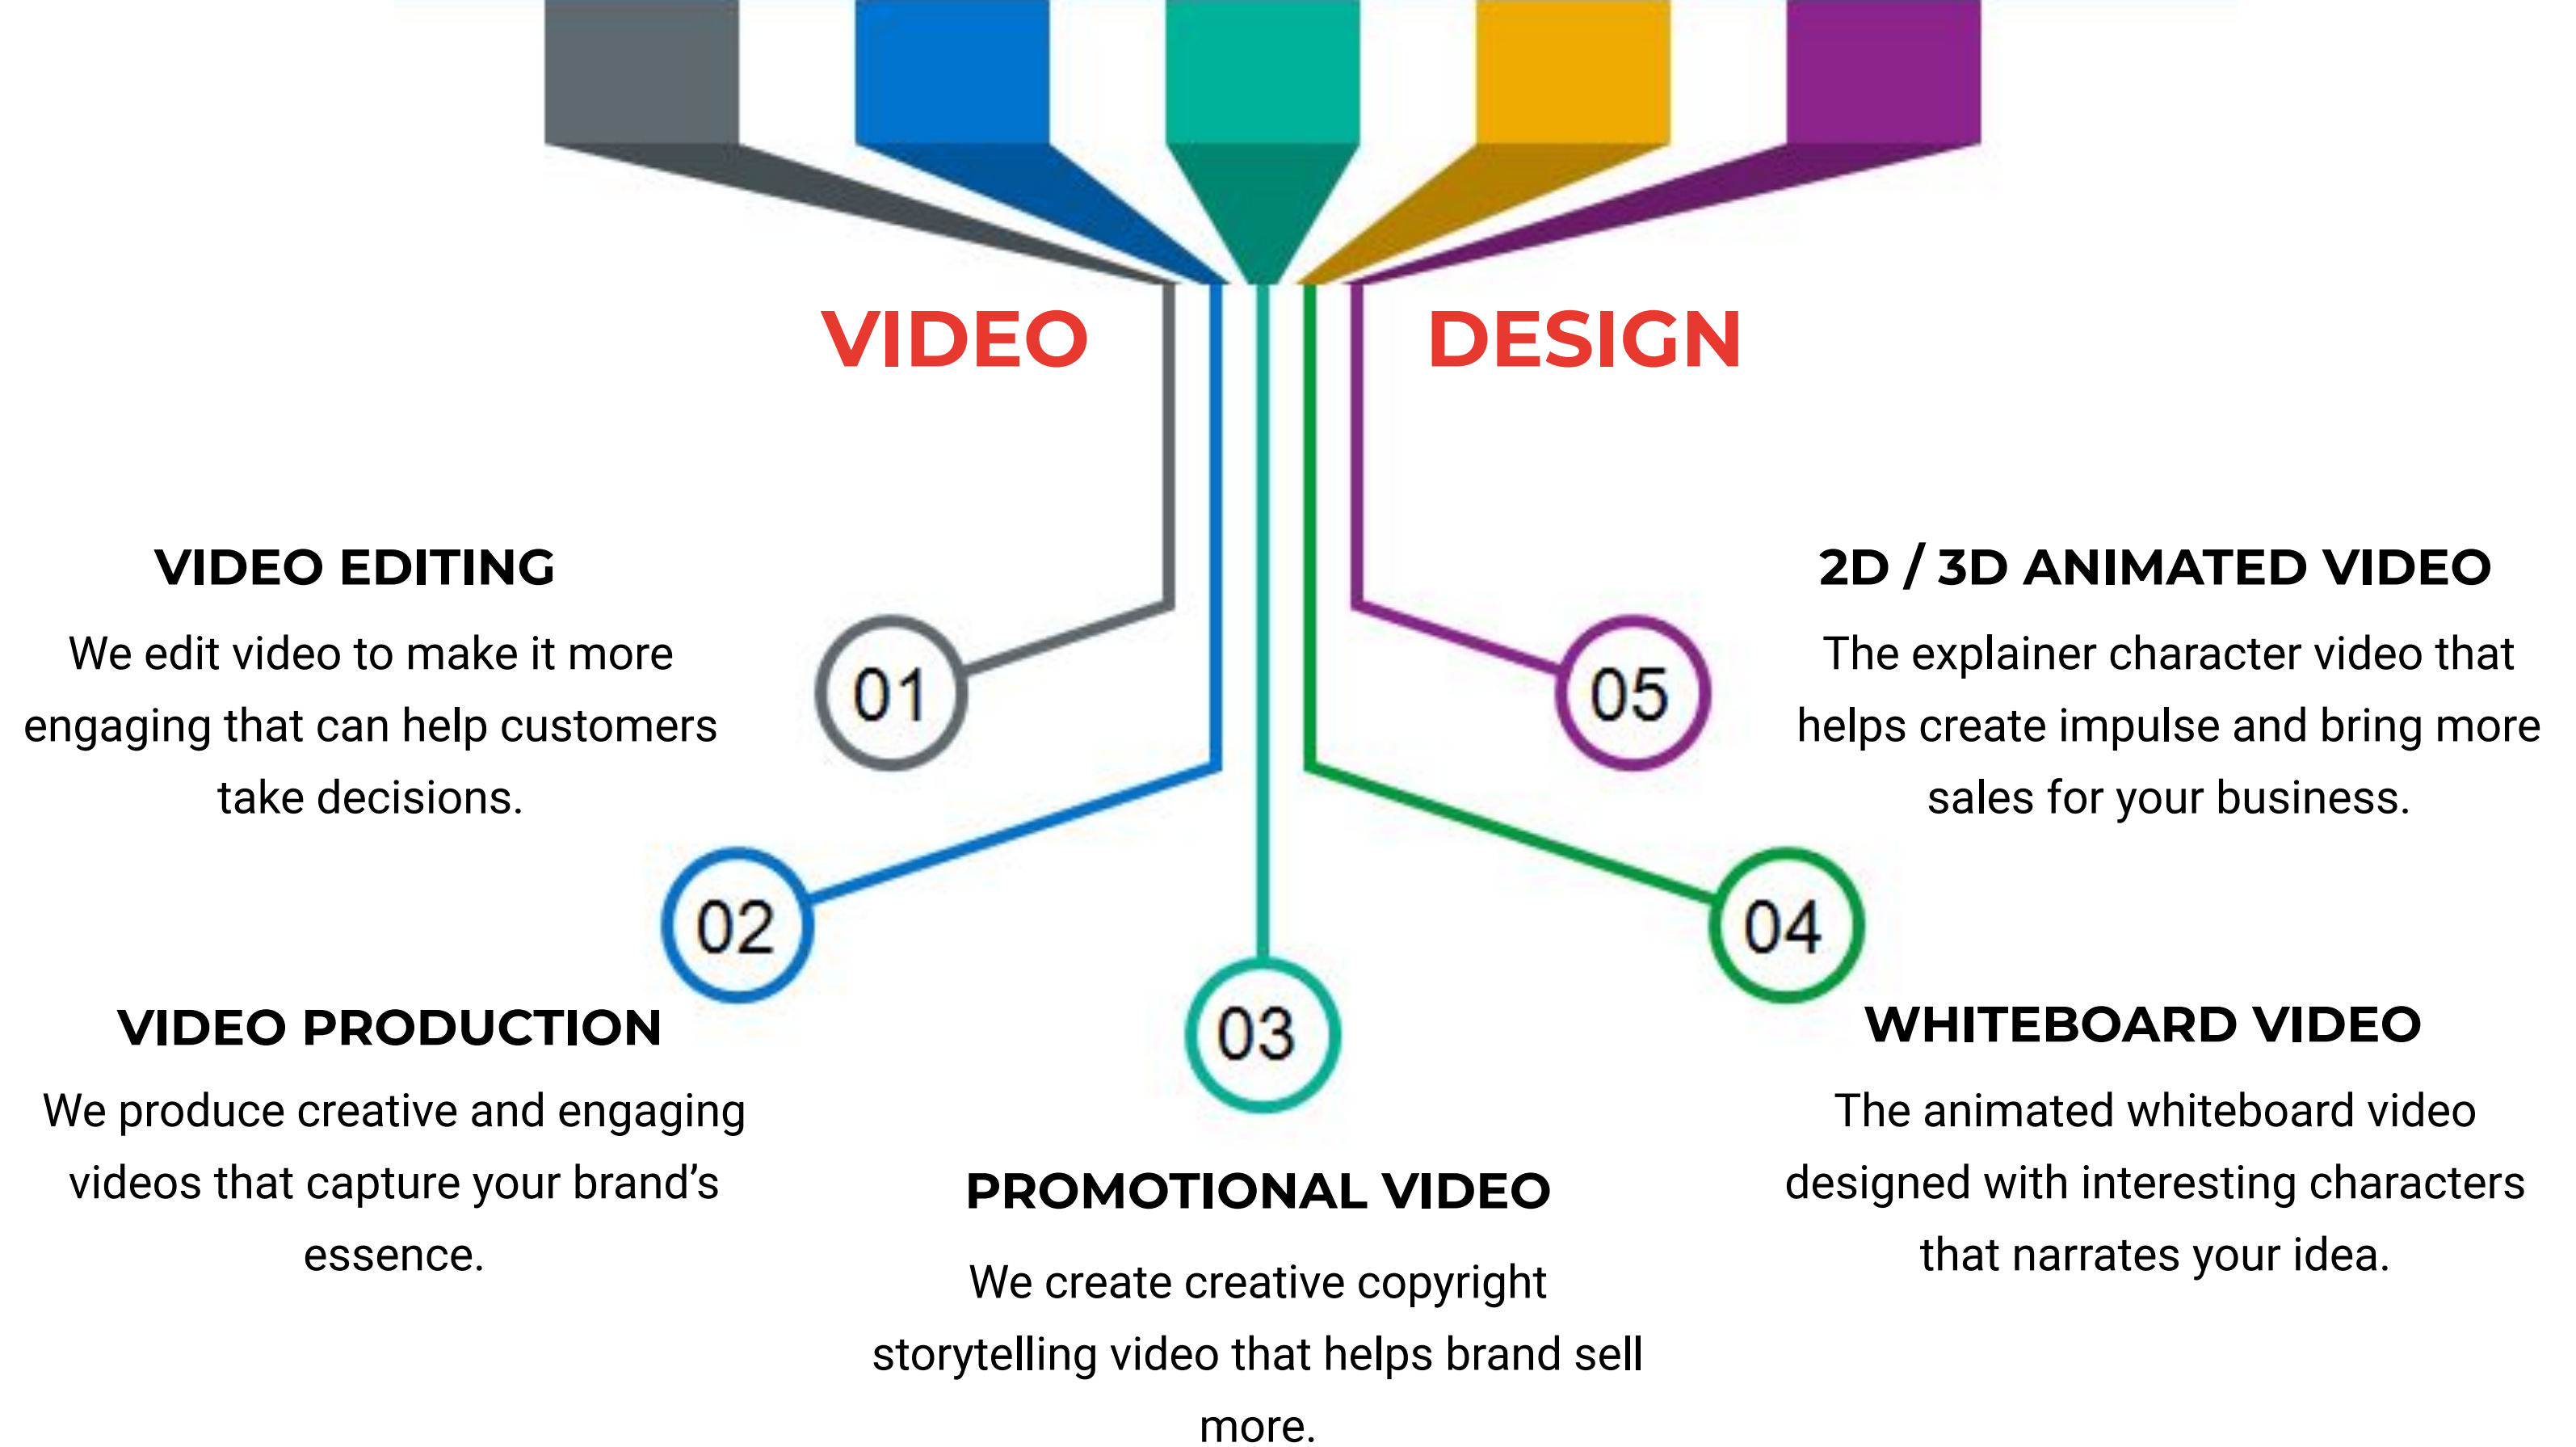 VIDEO DESIGN
VIDEO EDITING
We edit video to make it more
engaging that can help customers
take decisions.
01
02
VIDEO PRODUCTION
We produce creative and engaging
videos that capture your brand’s
essence.
03
PROMOTIONAL VIDEO
We create creative copyright
storytelling video that helps brand sell
more.
04
WHITEBOARD VIDEO
The animated whiteboard video
designed with interesting characters
that narrates your idea.
05
2D / 3D ANIMATED VIDEO
The explainer character video that
helps create impulse and bring more
sales for your business.